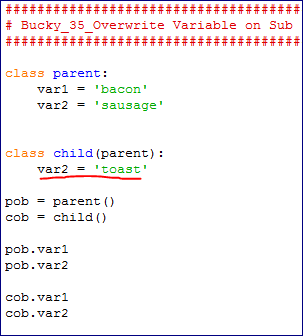 ####################################
# Bucky_35_Overwrite Variable on Sub
####################################
class parent:
    var1 = 'bacon'
    var2 = 'sausage'
class child(parent):
    var2 = 'toast'
pob = parent()
cob = child()
pob.var1
pob.var2
cob.var1
cob.var2